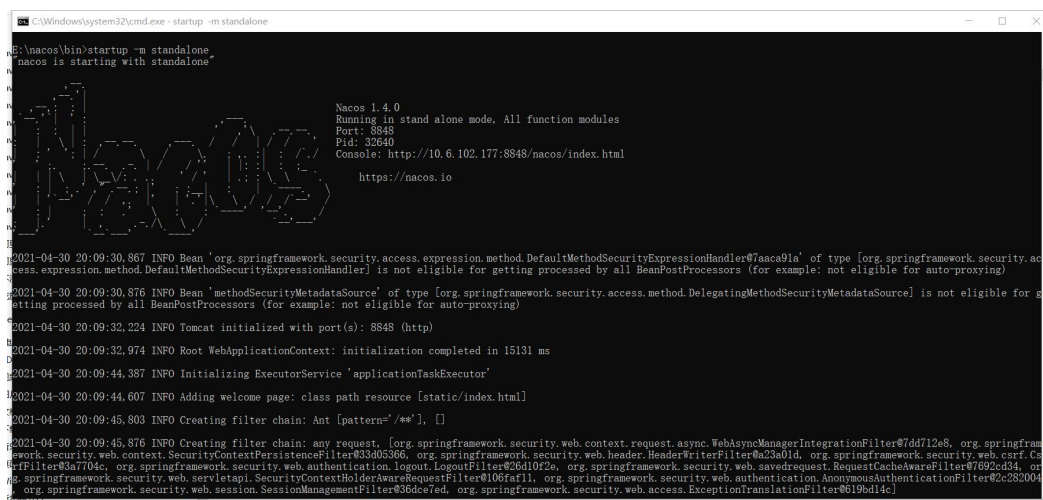 C:\Windows\system32\cmd.exe - startup -m standalone
E:\nacos\bin>startup -m standalone
"nacos is starting with standalone"
Nacos 1.4.0
Running in stand alone mode, All function modules
Port: 8848
Pid: 32640
Console: http://10.6.102.177:8848/nacos/index.html
https://nacos.io
2021-04-30 20:09:30,867 INFO Bean 'org.springframework.security.access.expression.method.DefaultMethodSecurityExpressionHandler@7aaca91a' of type [org.springframework.security.ac
cess.expression.method.DefaultMethodSecurityExpressionHandler] is not eligible for getting processed by all BeanPostProcessors (for example: not eligible for auto-proxying)
2021-04-30 20:09:30,876 INFO Bean 'methodSecurityMetadataSource' of type [org.springframework.security.access.method.DelegatingMethodSecurityMetadataSource] is not eligible for g
etting processed by all BeanPostProcessors (for example: not eligible for auto-proxying)
2021-04-30 20:09:32,224 INFO Tomcat initialized with port(s): 8848 (http)
2021-04-30 20:09:32,974 INFO Root WebApplicationContext: initialization completed in 15131 ms
2021-04-30 20:09:44,387 INFO Initializing ExecutorService 'applicationTaskExecutor'
2021-04-30 20:09:44,607 INFO Adding welcome page: class path resource [static/index.html]
2021-04-30 20:09:45,803 INFO Creating filter chain: Ant [pattern='/**'], []
2021-04-30 20:09:45,876 INFO Creating filter chain: any request, [org.springframework.security.web.context.request.async.WebAsyncManagerIntegrationFilter@7dd712e8, org.springfram
ework.security.web.context.SecurityContextPersistenceFilter@33d05366, org.springframework.security.web.header.HeaderWriterFilter@a23a01d, org.springframework.security.web.csrf.Cs
rfFilter@3a7704c, org.springframework.security.web.authentication.logout.LogoutFilter@26d10f2e, org.springframework.security.web.savedrequest.RequestCacheAwareFilter@7692cd34, or
g.springframework.security.web.servletapi.SecurityContextHolderAwareRequestFilter@106faf11, org.springframework.security.web.authentication.AnonymousAuthenticationFilter@2c282004
, org.springframework.security.web.session.SessionManagementFilter@36dce7ed, org.springframework.security.web.access.ExceptionTranslationFilter@619bd14c]